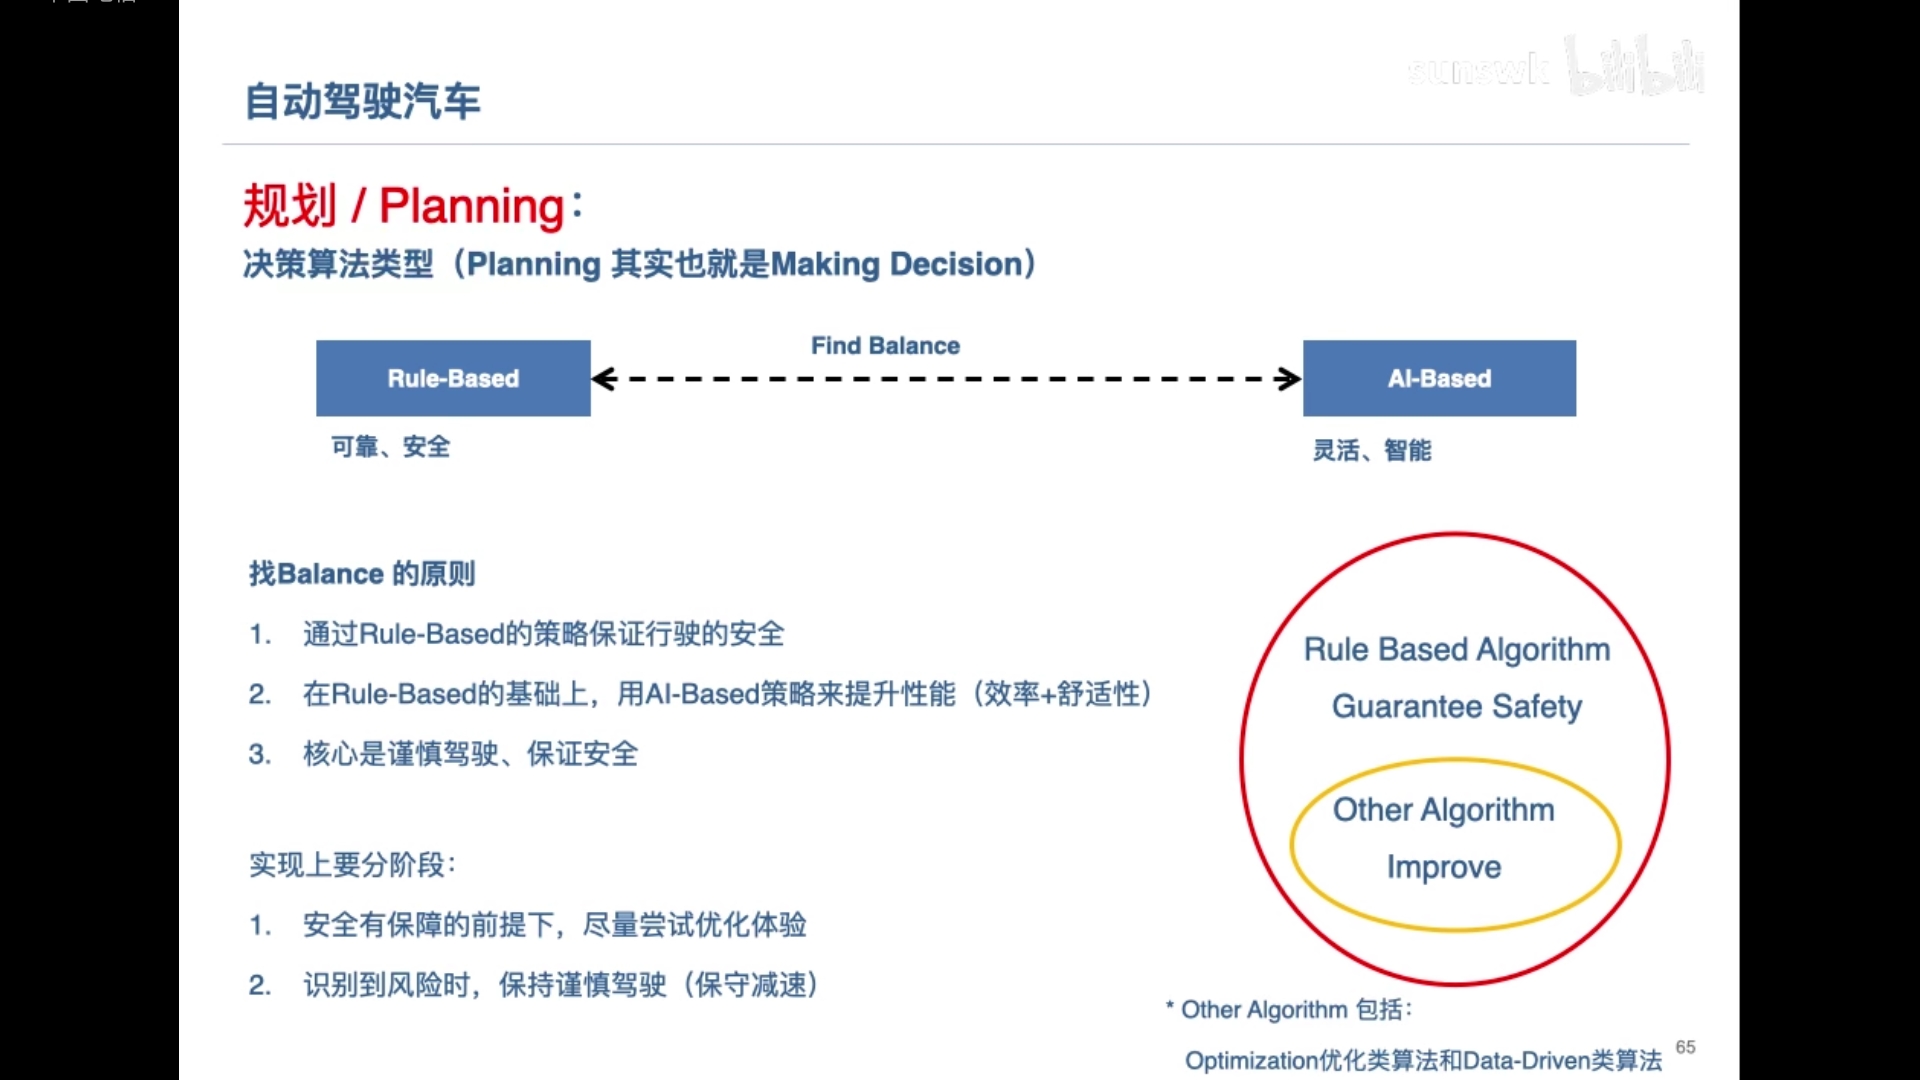 sunswk bilibili
自动驾驶汽车
规划 / Planning：
决策算法类型（Planning 其实也就是Making Decision）
Find Balance
Rule-Based
AI-Based
可靠、安全
灵活、智能
找Balance 的原则
1. 通过Rule-Based的策略保证行驶的安全
2. 在Rule-Based的基础上，用AI-Based策略来提升性能（效率+舒适性）
3. 核心是谨慎驾驶、保证安全
实现上要分阶段：
1. 安全有保障的前提下，尽量尝试优化体验
2. 识别到风险时，保持谨慎驾驶（保守减速）
Rule Based Algorithm
Guarantee Safety
Other Algorithm
Improve
* Other Algorithm 包括：
Optimization优化类算法和Data-Driven类算法
65